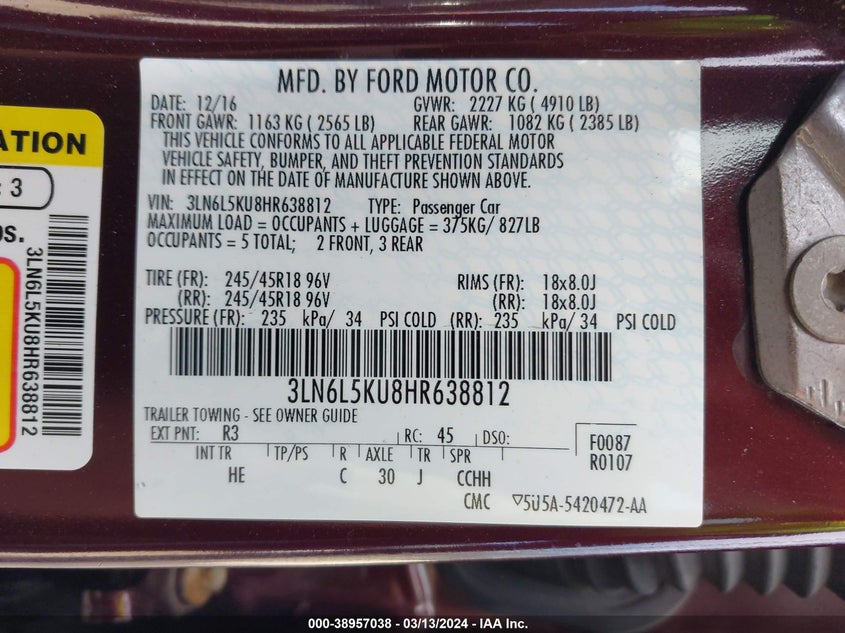 ATION
: 3
os.
3LN6L5KU8HR638812
MFD. BY FORD MOTOR CO.
DATE: 12/16 GVWR: 2227 KG ( 4910 LB)
FRONT GAWR: 1163 KG ( 2565 LB) REAR GAWR: 1082 KG ( 2385 LB)
THIS VEHICLE CONFORMS TO ALL APPLICABLE FEDERAL MOTOR
VEHICLE SAFETY, BUMPER, AND THEFT PREVENTION STANDARDS
IN EFFECT ON THE DATE OF MANUFACTURE SHOWN ABOVE.
VIN: 3LN6L5KU8HR638812 TYPE: Passenger Car
MAXIMUM LOAD = OCCUPANTS + LUGGAGE = 375KG/ 827LB
OCCUPANTS = 5 TOTAL; 2 FRONT, 3 REAR
TIRE (FR): 245/45R18 96V RIMS (FR): 18x8.0J
(RR): 245/45R18 96V (RR): 18x8.0J
PRESSURE (FR): 235 kPa/ 34 PSI COLD (RR): 235 kPa/ 34 PSI COLD
3LN6L5KU8HR638812
TRAILER TOWING - SEE OWNER GUIDE
EXT PNT: R3 RC: 45 DSO: F0087
INT TR TP/PS R AXLE TR SPR R0107
HE C 30 J CCHH
CMC ▽5U5A-5420472-AA
000-38957038 - 03/13/2024 - IAA Inc.